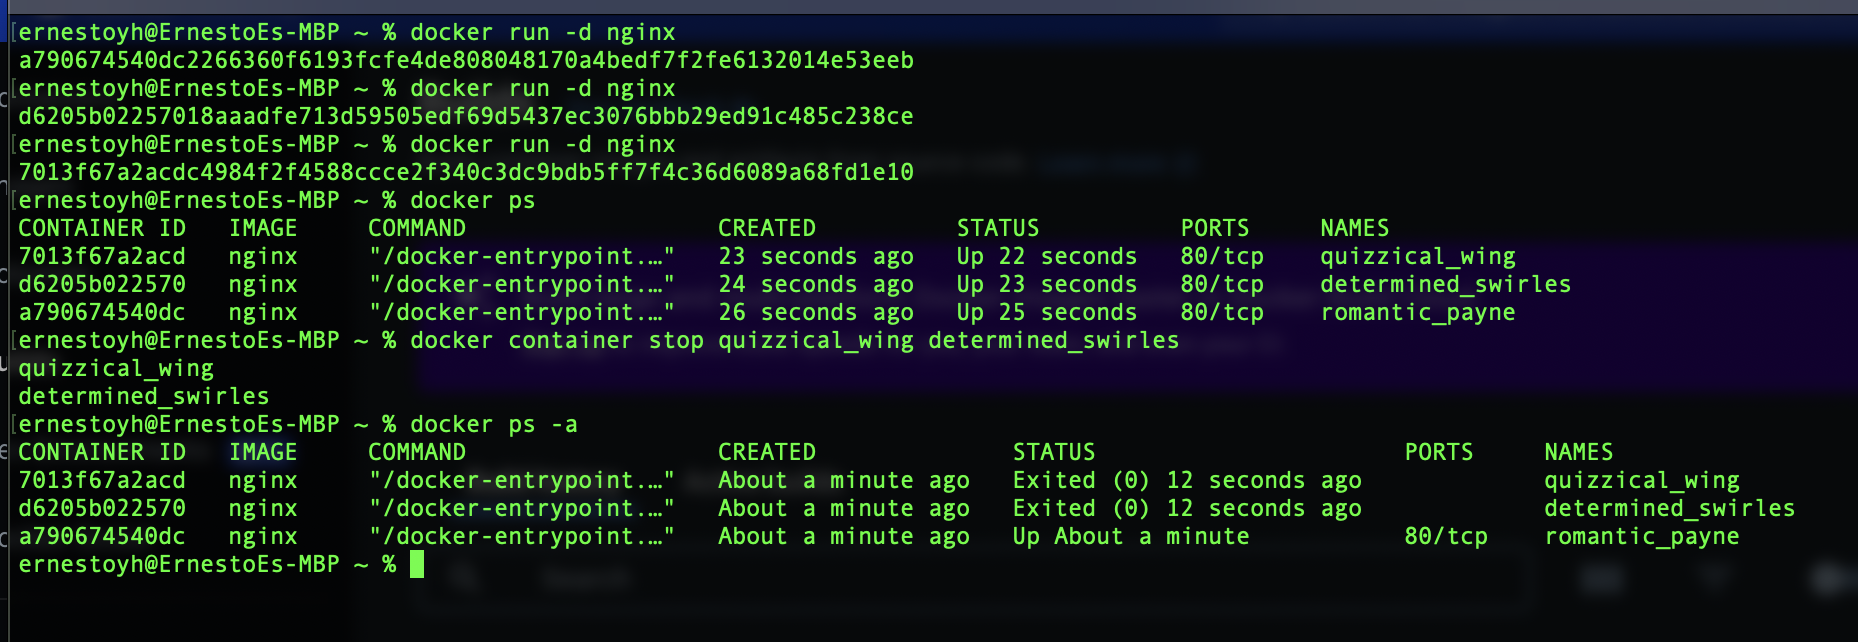 ernestoyh@ErnestoEs-MBP ~ % docker run -d nginx
a790674540dc2266360f6193fcfe4de808048170a4bedf7f2fe6132014e53eeb
ernestoyh@ErnestoEs-MBP ~ % docker run -d nginx
d6205b02257018aaadfe713d59505edf69d5437ec3076bbb29ed91c485c238ce
ernestoyh@ErnestoEs-MBP ~ % docker run -d nginx
7013f67a2acdc4984f2f4588ccce2f340c3dc9bdb5ff7f4c36d6089a68fd1e10
ernestoyh@ErnestoEs-MBP ~ % docker ps
CONTAINER ID   IMAGE     COMMAND                  CREATED          STATUS          PORTS     NAMES
7013f67a2acd   nginx     "/docker-entrypoint.…"   23 seconds ago   Up 22 seconds   80/tcp    quizzical_wing
d6205b022570   nginx     "/docker-entrypoint.…"   24 seconds ago   Up 23 seconds   80/tcp    determined_swirles
a790674540dc   nginx     "/docker-entrypoint.…"   26 seconds ago   Up 25 seconds   80/tcp    romantic_payne
ernestoyh@ErnestoEs-MBP ~ % docker container stop quizzical_wing determined_swirles
quizzical_wing
determined_swirles
ernestoyh@ErnestoEs-MBP ~ % docker ps -a
CONTAINER ID   IMAGE     COMMAND                  CREATED              STATUS                      PORTS     NAMES
7013f67a2acd   nginx     "/docker-entrypoint.…"   About a minute ago   Exited (0) 12 seconds ago             quizzical_wing
d6205b022570   nginx     "/docker-entrypoint.…"   About a minute ago   Exited (0) 12 seconds ago             determined_swirles
a790674540dc   nginx     "/docker-entrypoint.…"   About a minute ago   Up About a minute           80/tcp    romantic_payne
ernestoyh@ErnestoEs-MBP ~ %
Search